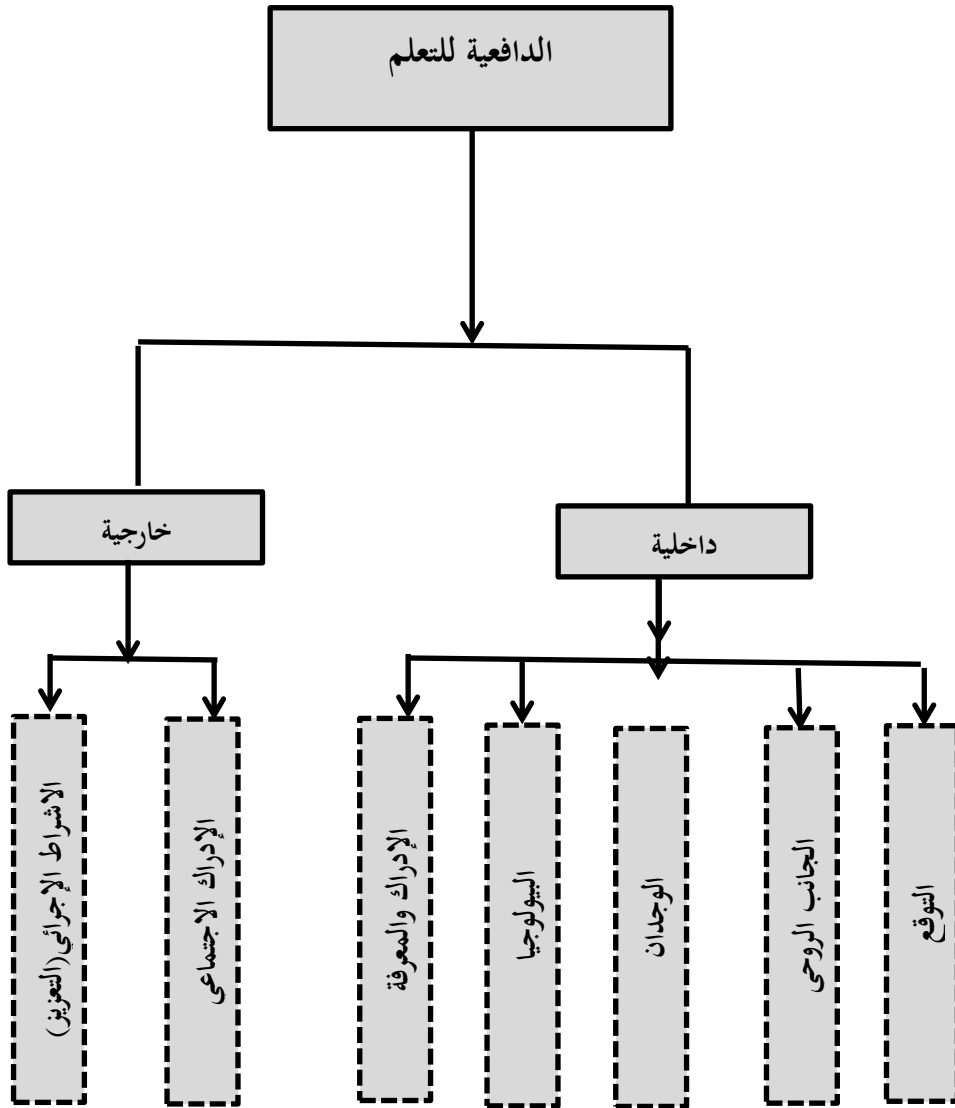 الدافعية للتعلم
داخلية
خارجية
التوقع
الجانب الروحي
الوجدان
البيولوجيا
الإدراك والمعرفة
الإدراك الاجتماعي
الاشراط الإجرائي(التعزيز)